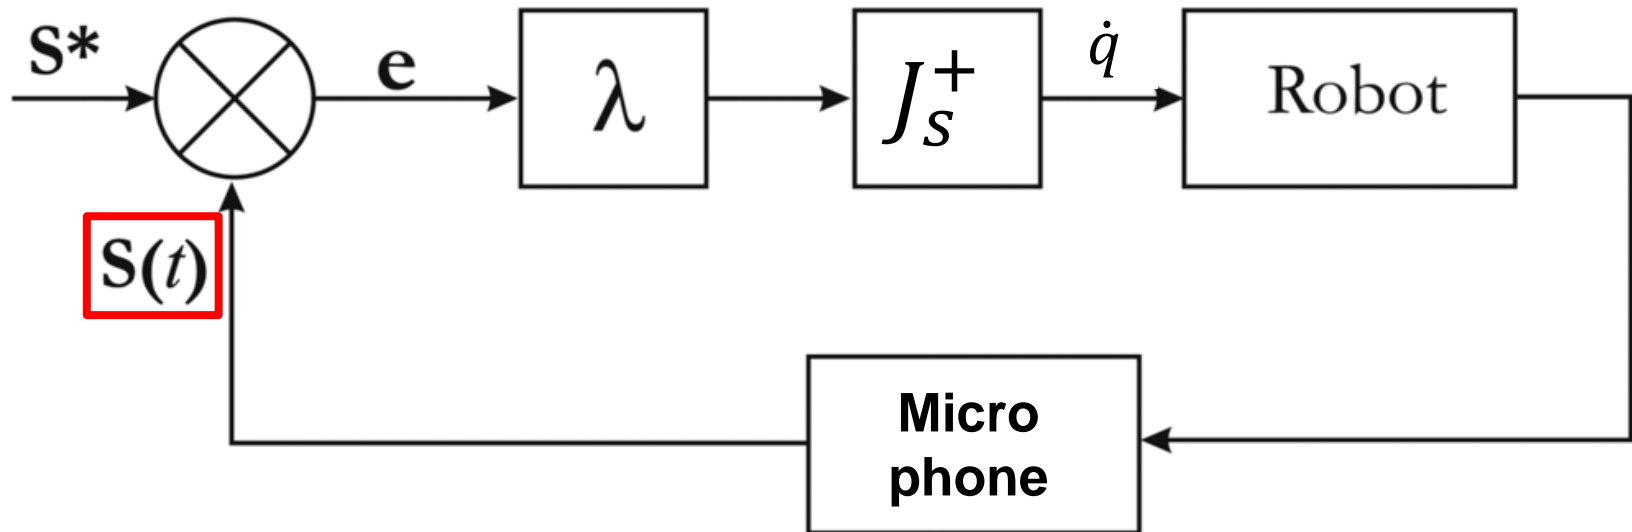 S*
e
λ
J_s^+
q̇
Robot
S(t)
Micro
phone